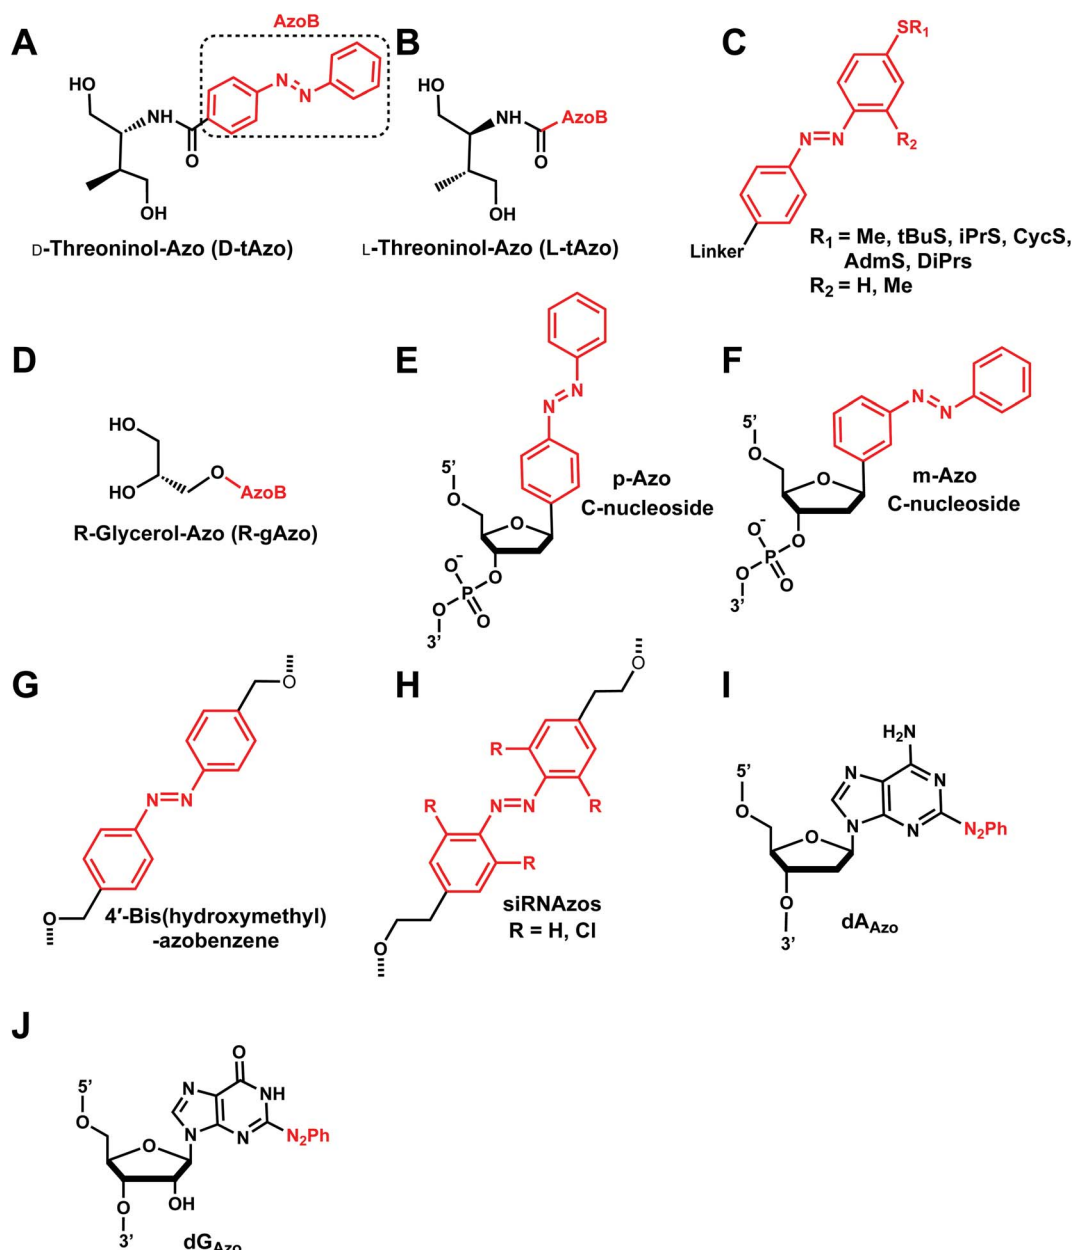 A
AzoB
HO
NH
N
N
O
OH
D-Threoninol-Azo (D-tAzo)
B
HO
NH
AzoB
O
OH
L-Threoninol-Azo (L-tAzo)
C
SR1
R2
N=N
Linker
R1 = Me, tBuS, iPrS, CycS,
AdmS, DiPrs
R2 = H, Me
D
HO
HO
O
AzoB
R-Glycerol-Azo (R-gAzo)
E
N
N
5’
O
O
O−
P
O
O
O
3’
p-Azo
C-nucleoside
F
N
N
5’
O
O
O−
P
O
O
O
3’
m-Azo
C-nucleoside
G
O
N=N
O
4′-Bis(hydroxymethyl)
-azobenzene
H
O
R
R
R
N=N
R
O
siRNAzos
R = H, Cl
I
H2N
5’
N
N
O
O
N
N
N2Ph
O
3’
dAAzo
J
O
5’
N
NH
O
O
N
N
N2Ph
O
OH
3’
dGAzo